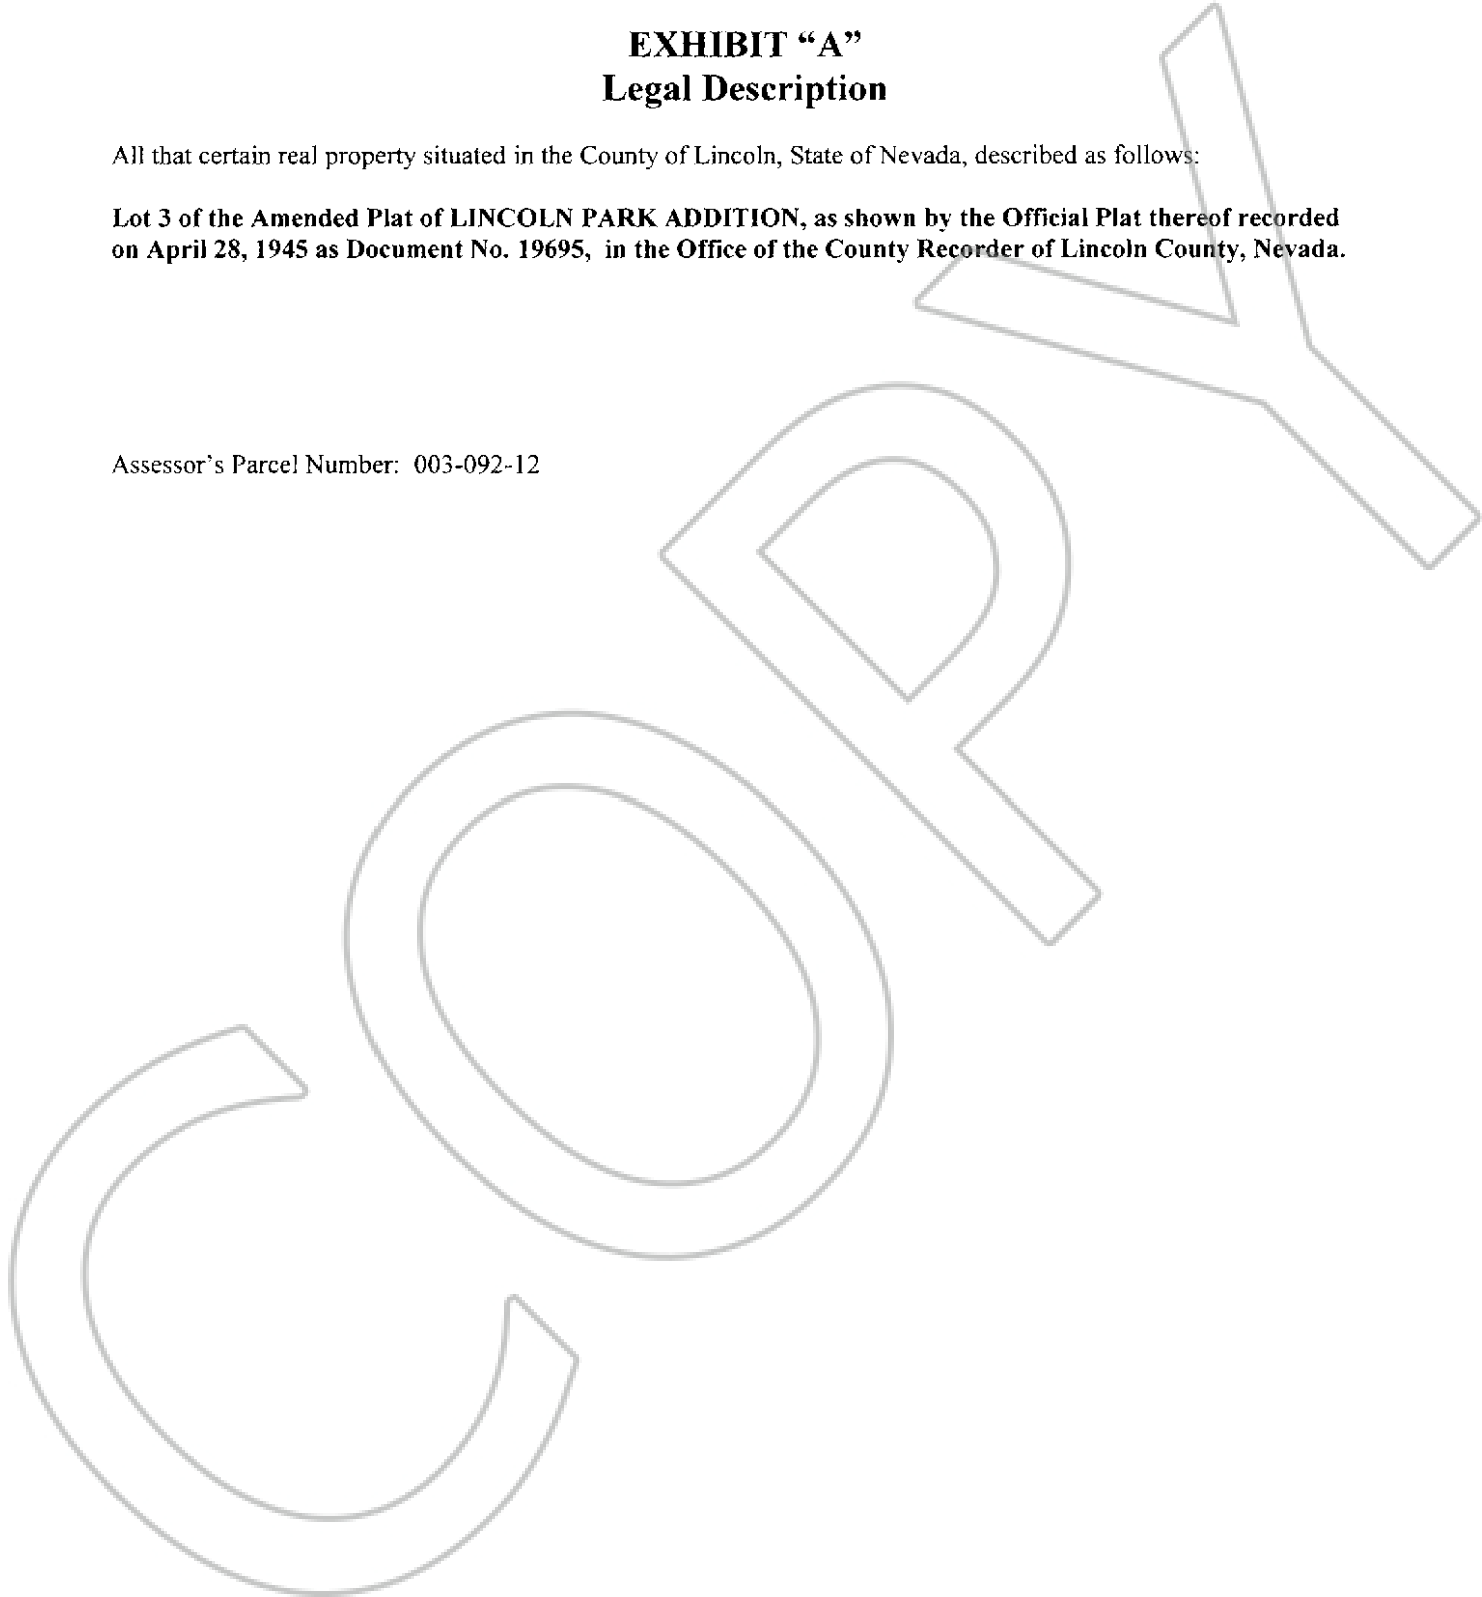 EXHIBIT “A”
Legal Description
All that certain real property situated in the County of Lincoln, State of Nevada, described as follows:
Lot 3 of the Amended Plat of LINCOLN PARK ADDITION, as shown by the Official Plat thereof recorded
on April 28, 1945 as Document No. 19695, in the Office of the County Recorder of Lincoln County, Nevada.
Assessor’s Parcel Number: 003-092-12
COPY